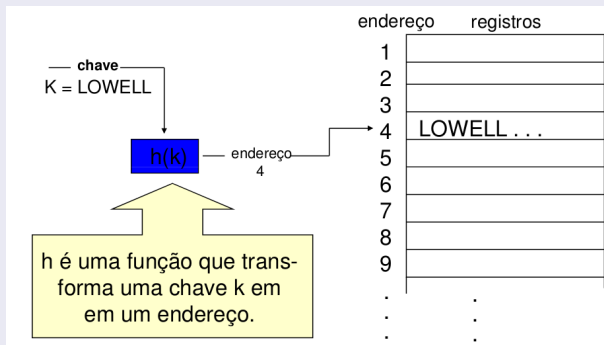 endereço registros
chave
K = LOWELL
1
2
3
4 LOWELL . . .
5
6
7
8
9
h(k)
endereço
4
h é uma função que trans-
forma uma chave k em
em um endereço.
. .
. .
. .